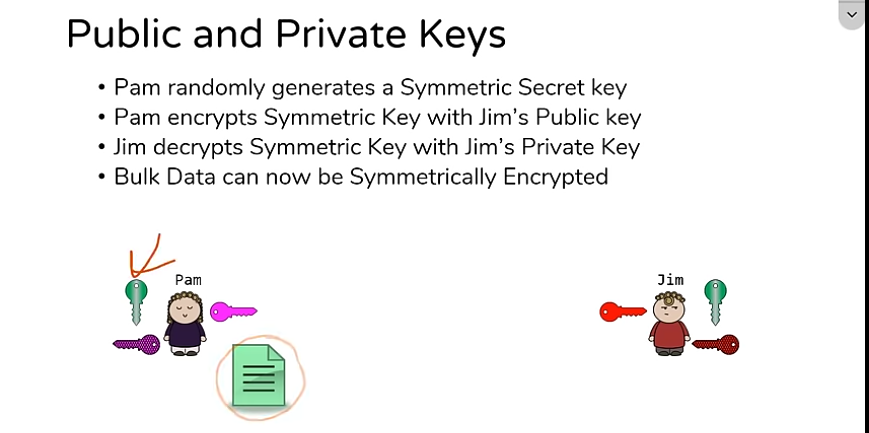 Public and Private Keys
• Pam randomly generates a Symmetric Secret key
• Pam encrypts Symmetric Key with Jim's Public key
• Jim decrypts Symmetric Key with Jim's Private Key
• Bulk Data can now be Symmetrically Encrypted
Pam
Jim